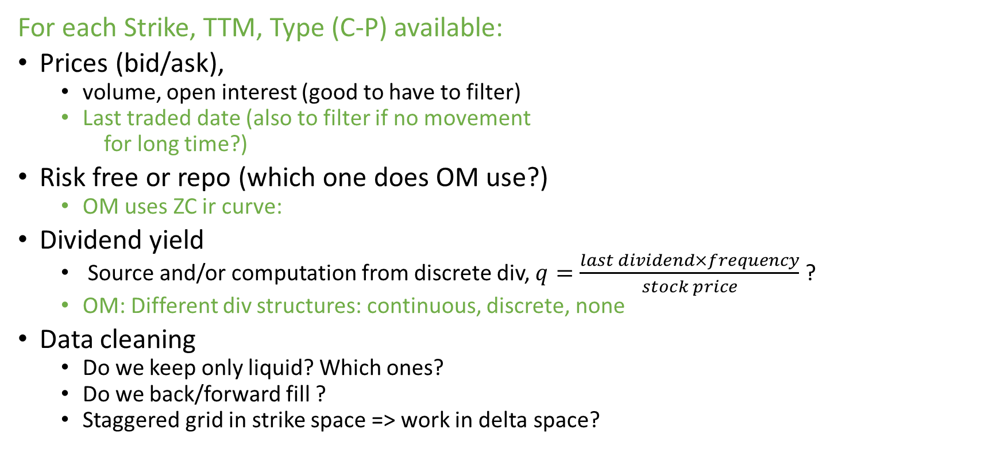 For each Strike, TTM, Type (C-P) available:
• Prices (bid/ask),
• volume, open interest (good to have to filter)
• Last traded date (also to filter if no movement
for long time?)
• Risk free or repo (which one does OM use?)
• OM uses ZC ir curve:
• Dividend yield
• Source and/or computation from discrete div, q = last dividend×frequency / stock price ?
• OM: Different div structures: continuous, discrete, none
• Data cleaning
• Do we keep only liquid? Which ones?
• Do we back/forward fill ?
• Staggered grid in strike space => work in delta space?